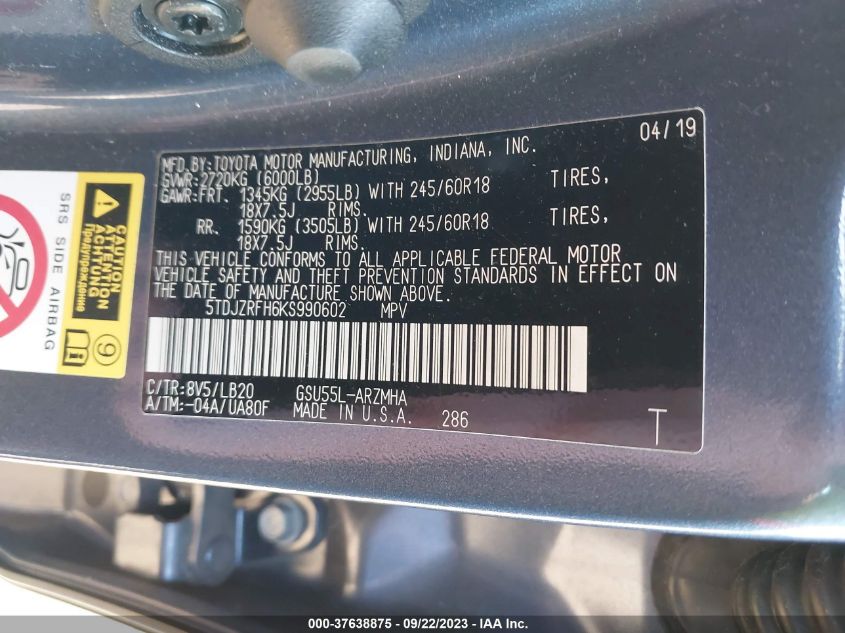 04/19
MFD. BY: TOYOTA MOTOR MANUFACTURING, INDIANA, INC.
GVWR: 2720KG (6000LB)
GAWR: FRT. 1345KG (2955LB) WITH 245/60R18 TIRES,
18X7.5J RIMS.
RR. 1590KG (3505LB) WITH 245/60R18 TIRES,
18X7.5J RIMS.
THIS VEHICLE CONFORMS TO ALL APPLICABLE FEDERAL MOTOR
VEHICLE SAFETY AND THEFT PREVENTION STANDARDS IN EFFECT ON
THE DATE OF MANUFACTURE SHOWN ABOVE.
5TDJZRFH6KS990602 MPV
C/TR: 8V5/LB20 GSU55L-ARZMHA
A/TM: -04A/UA80F MADE IN U.S.A. 286
T
SRS SIDE AIRBAG
CAUTION
ATTENTION
ACHTUNG
Предупреждение
9
000-37638875 - 09/22/2023 - IAA Inc.